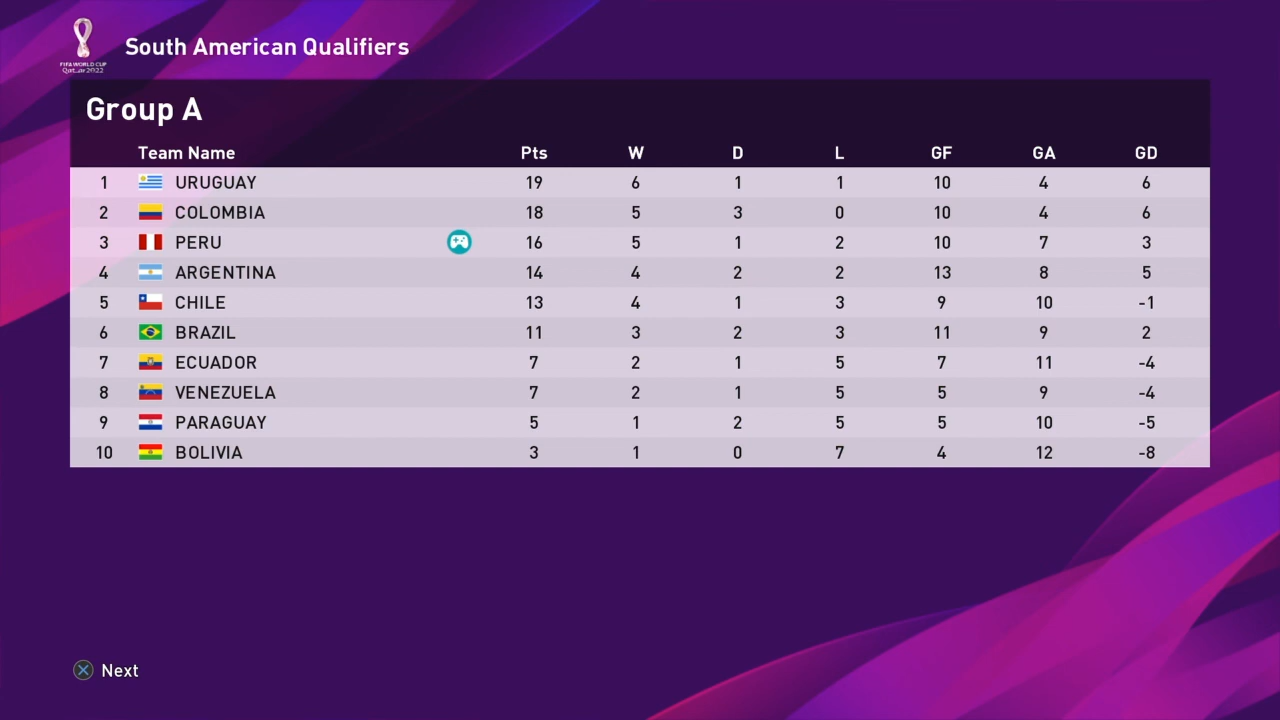 South American Qualifiers
FIFA WORLD CUP
Qatar2022
Group A
Team Name Pts W D L GF GA GD
1 URUGUAY 19 6 1 1 10 4 6
2 COLOMBIA 18 5 3 0 10 4 6
3 PERU 16 5 1 2 10 7 3
4 ARGENTINA 14 4 2 2 13 8 5
5 CHILE 13 4 1 3 9 10 -1
6 BRAZIL 11 3 2 3 11 9 2
7 ECUADOR 7 2 1 5 7 11 -4
8 VENEZUELA 7 2 1 5 5 9 -4
9 PARAGUAY 5 1 2 5 5 10 -5
10 BOLIVIA 3 1 0 7 4 12 -8
Next